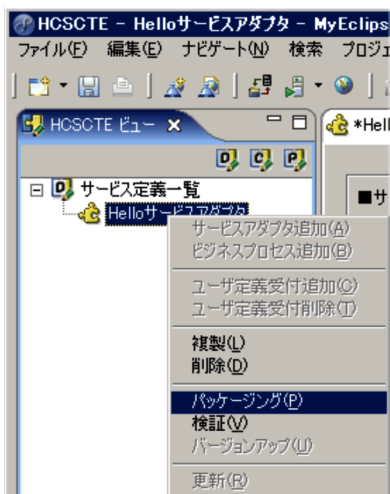 HCSCTE - Helloサービスアダプタ - MyEclips
ファイル(F) 編集(E) ナビゲート(N) 検索 プロジェ
HCSCTE ビュー
*Hell
サービス定義一覧
Helloサービスアダプタ
■サ
サービスアダプタ追加(A)
ビジネスプロセス追加(B)
ユーザ定義受付追加(C)
ユーザ定義受付削除(T)
複製(L)
削除(D)
パッケージング(P)
検証(V)
バージョンアップ(U)
更新(R)